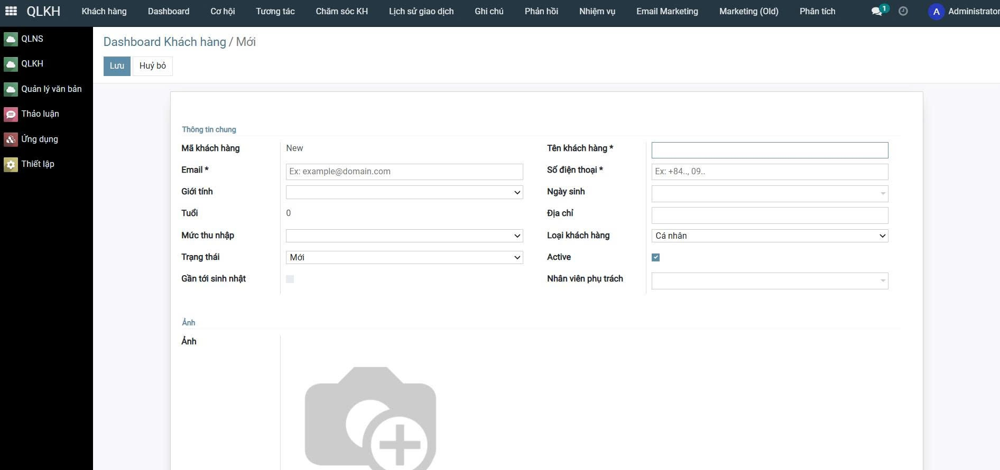 QLKH Khách hàng Dashboard Cơ hội Tương tác Chăm sóc KH Lịch sử giao dịch Ghi chú Phản hồi Nhiệm vụ Email Marketing Marketing (Old) Phân tích 1 A Administrator
QLNS
QLKH
Quản lý văn bản
Thảo luận
Ứng dụng
Thiết lập
Dashboard Khách hàng / Mới
Lưu Huỷ bỏ
Thông tin chung
Mã khách hàng New Tên khách hàng *
Email * Ex: example@domain.com Số điện thoại * Ex: +84.., 09..
Giới tính Ngày sinh
Tuổi 0 Địa chỉ
Mức thu nhập Loại khách hàng Cá nhân
Trạng thái Mới Active
Gần tới sinh nhật Nhân viên phụ trách
Ảnh
Ảnh